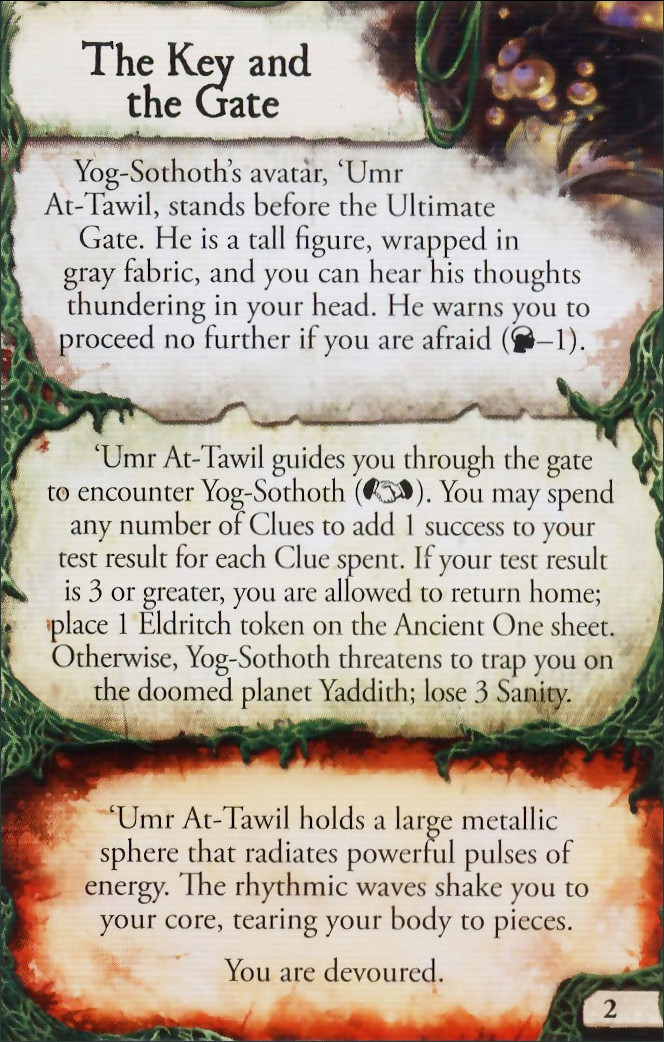 The Key and
the Gate
Yog-Sothoth's avatar, ‘Umr
At-Tawil, stands before the Ultimate
Gate. He is a tall figure, wrapped in
gray fabric, and you can hear his thoughts
thundering in your head. He warns you to
proceed no further if you are afraid (–1).
‘Umr At-Tawil guides you through the gate
to encounter Yog-Sothoth (). You may spend
any number of Clues to add 1 success to your
test result for each Clue spent. If your test result
is 3 or greater, you are allowed to return home;
place 1 Eldritch token on the Ancient One sheet.
Otherwise, Yog-Sothoth threatens to trap you on
the doomed planet Yaddith; lose 3 Sanity.
‘Umr At-Tawil holds a large metallic
sphere that radiates powerful pulses of
energy. The rhythmic waves shake you to
your core, tearing your body to pieces.
You are devoured.
2